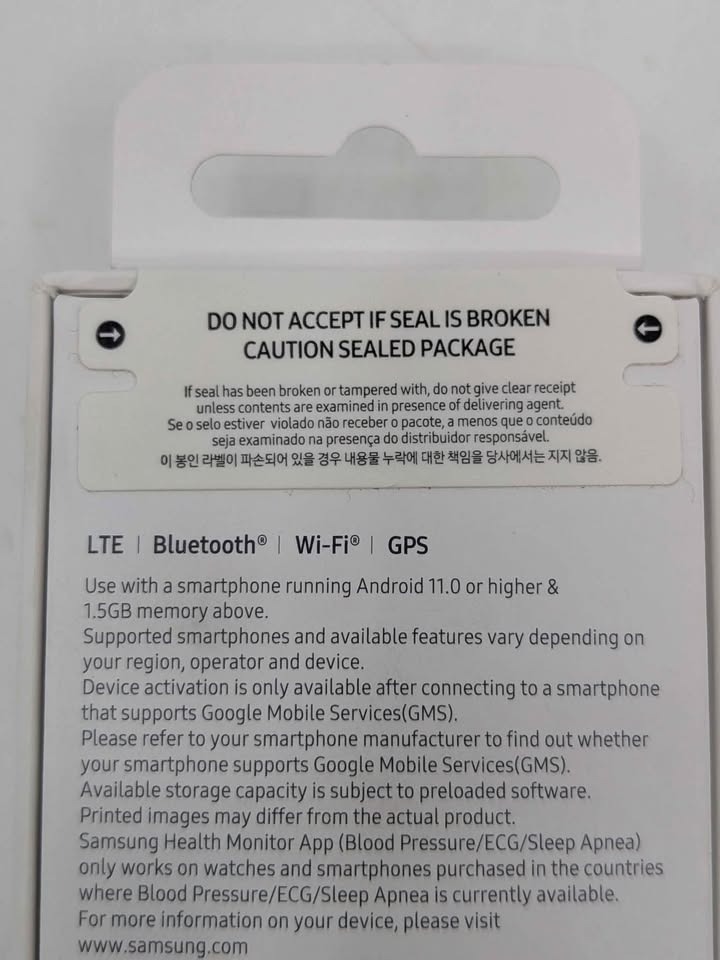 DO NOT ACCEPT IF SEAL IS BROKEN
CAUTION SEALED PACKAGE
If seal has been broken or tampered with, do not give clear receipt
unless contents are examined in presence of delivering agent.
Se o selo estiver violado não receber o pacote, a menos que o conteúdo
seja examinado na presença do distribuidor responsável.
이 봉인 라벨이 파손되어 있을 경우 내용물 누락에 대한 책임을 당사에서는 지지 않음.
LTE | Bluetooth® | Wi-Fi® | GPS
Use with a smartphone running Android 11.0 or higher &
1.5GB memory above.
Supported smartphones and available features vary depending on
your region, operator and device.
Device activation is only available after connecting to a smartphone
that supports Google Mobile Services(GMS).
Please refer to your smartphone manufacturer to find out whether
your smartphone supports Google Mobile Services(GMS).
Available storage capacity is subject to preloaded software.
Printed images may differ from the actual product.
Samsung Health Monitor App (Blood Pressure/ECG/Sleep Apnea)
only works on watches and smartphones purchased in the countries
where Blood Pressure/ECG/Sleep Apnea is currently available.
For more information on your device, please visit
www.samsung.com